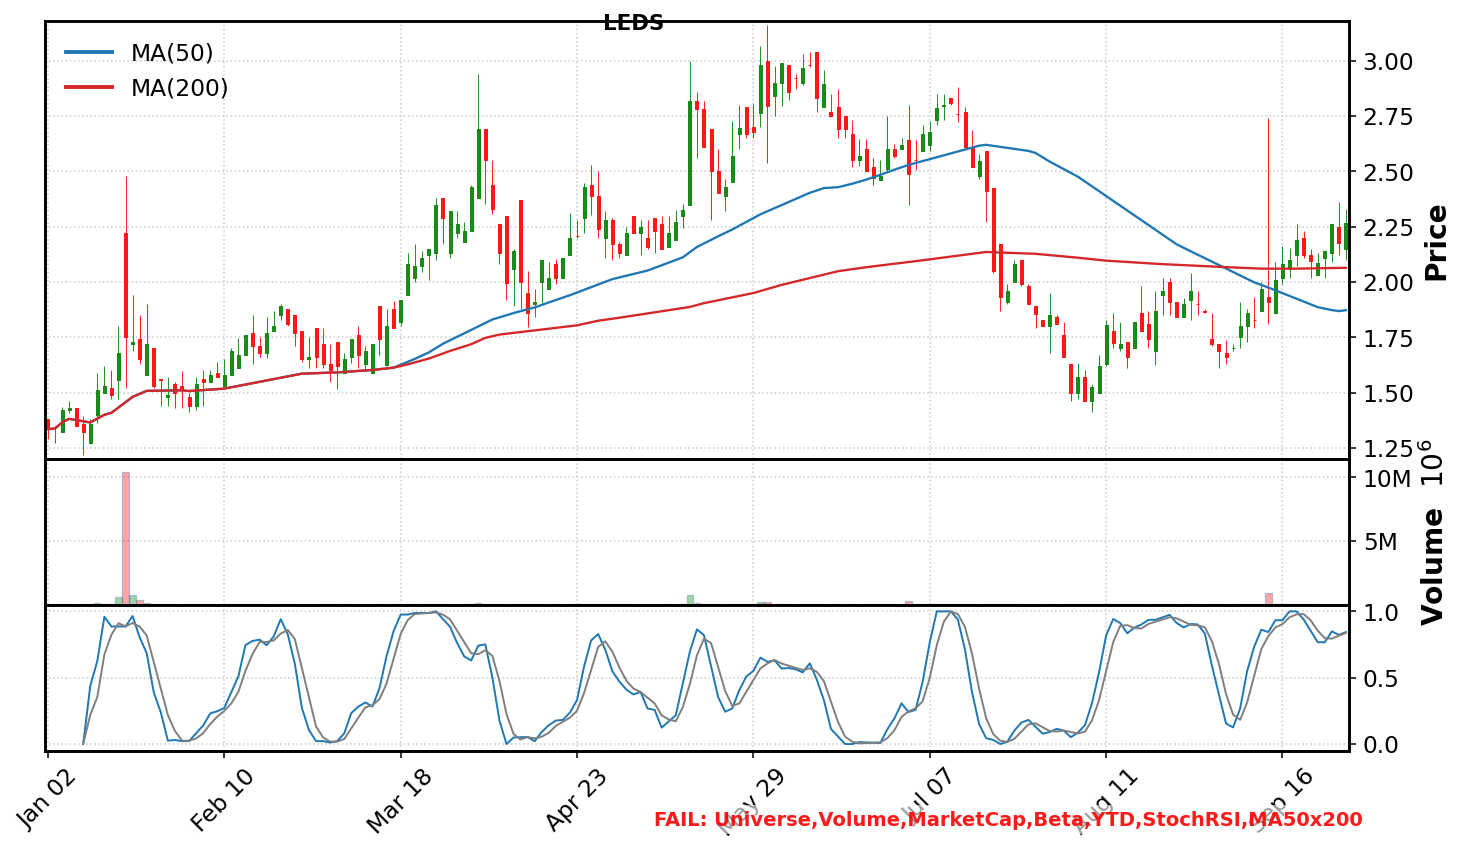 LEDS
MA(50)
MA(200)
3.00
2.75
2.50
2.25
2.00
1.75
1.50
1.25
Price
10M
5M
Volume 10⁶
1.0
0.5
0.0
Jan 02
Feb 10
Mar 18
Apr 23
May 29
Jul 07
Aug 11
Sep 16
FAIL: Universe,Volume,MarketCap,Beta,YTD,StochRSI,MA50x200